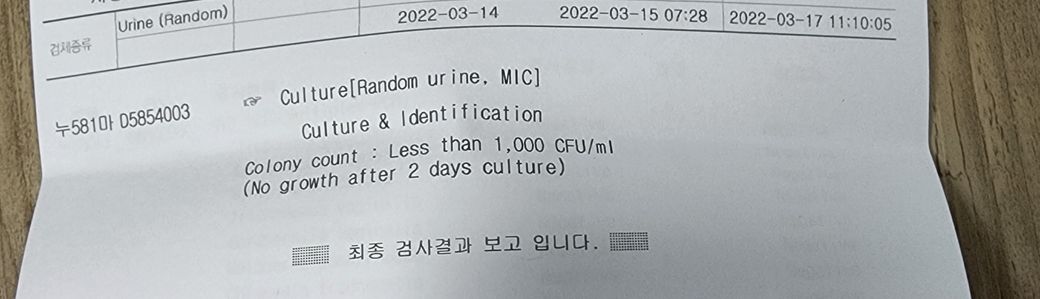 Urine (Random)
2022-03-14
2022-03-15 07:28
2022-03-17 11:10:05
검체종류
누581마 D5854003
☞ Culture[Random urine, MIC]
Culture & Identification
Colony count : Less than 1,000 CFU/ml
(No growth after 2 days culture)
최종 검사결과 보고 입니다.